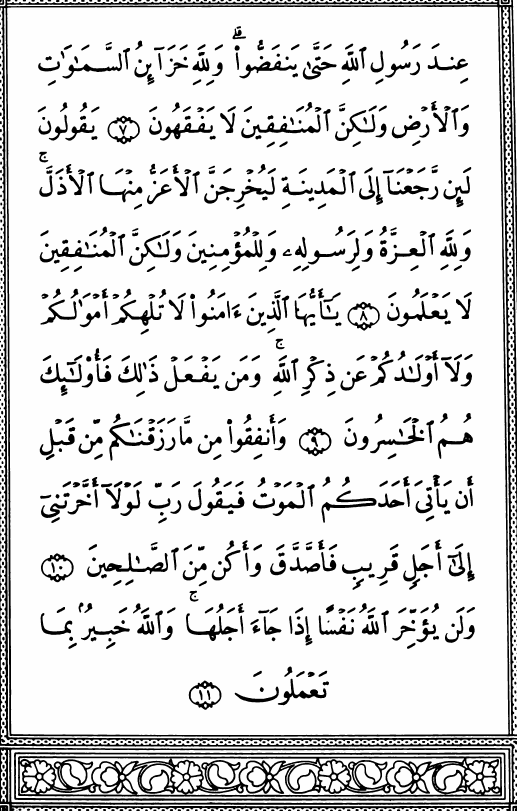 عِندَ رَسُولِ ٱللَّهِ حَتَّىٰ يَنفَضُّوا۟ ۗ وَلِلَّهِ خَزَآئِنُ ٱلسَّمَـٰوَٰتِ
وَٱلْأَرْضِ وَلَـٰكِنَّ ٱلْمُنَـٰفِقِينَ لَا يَفْقَهُونَ ﴿٧﴾ يَقُولُونَ
لَئِن رَّجَعْنَآ إِلَى ٱلْمَدِينَةِ لَيُخْرِجَنَّ ٱلْأَعَزُّ مِنْهَا ٱلْأَذَلَّ ۚ
وَلِلَّهِ ٱلْعِزَّةُ وَلِرَسُولِهِۦ وَلِلْمُؤْمِنِينَ وَلَـٰكِنَّ ٱلْمُنَـٰفِقِينَ
لَا يَعْلَمُونَ ﴿٨﴾ يَـٰٓأَيُّهَا ٱلَّذِينَ ءَامَنُوا۟ لَا تُلْهِكُمْ أَمْوَٰلُكُمْ
وَلَآ أَوْلَـٰدُكُمْ عَن ذِكْرِ ٱللَّهِ ۚ وَمَن يَفْعَلْ ذَٰلِكَ فَأُو۟لَـٰٓئِكَ
هُمُ ٱلْخَـٰسِرُونَ ﴿٩﴾ وَأَنفِقُوا۟ مِن مَّا رَزَقْنَـٰكُم مِّن قَبْلِ
أَن يَأْتِىَ أَحَدَكُمُ ٱلْمَوْتُ فَيَقُولَ رَبِّ لَوْلَآ أَخَّرْتَنِىٓ
إِلَىٰٓ أَجَلٍ قَرِيبٍ فَأَصَّدَّقَ وَأَكُن مِّنَ ٱلصَّـٰلِحِينَ ﴿١٠﴾
وَلَن يُؤَخِّرَ ٱللَّهُ نَفْسًا إِذَا جَآءَ أَجَلُهَا ۚ وَٱللَّهُ خَبِيرٌۢ بِمَا
تَعْمَلُونَ ﴿١١﴾